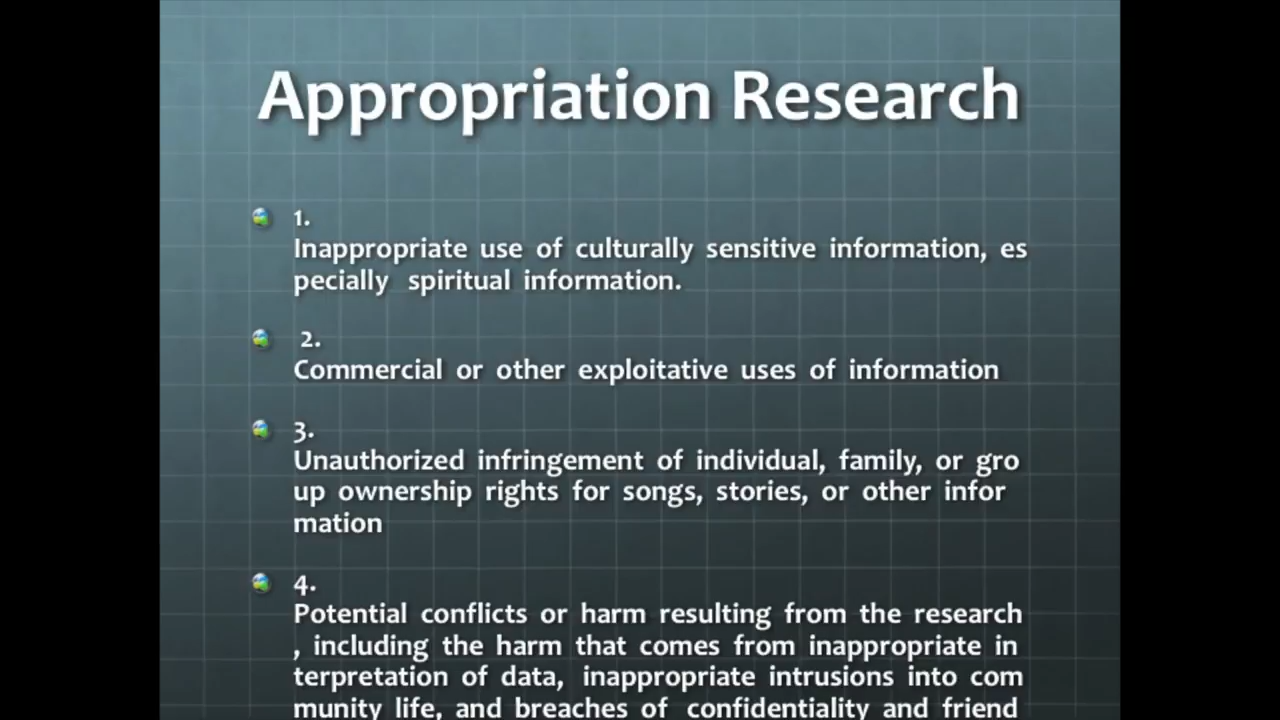 Appropriation Research
1.
Inappropriate use of culturally sensitive information, es
pecially spiritual information.
2.
Commercial or other exploitative uses of information
3.
Unauthorized infringement of individual, family, or gro
up ownership rights for songs, stories, or other infor
mation
4.
Potential conflicts or harm resulting from the research
, including the harm that comes from inappropriate in
terpretation of data, inappropriate intrusions into com
munity life, and breaches of confidentiality and friend